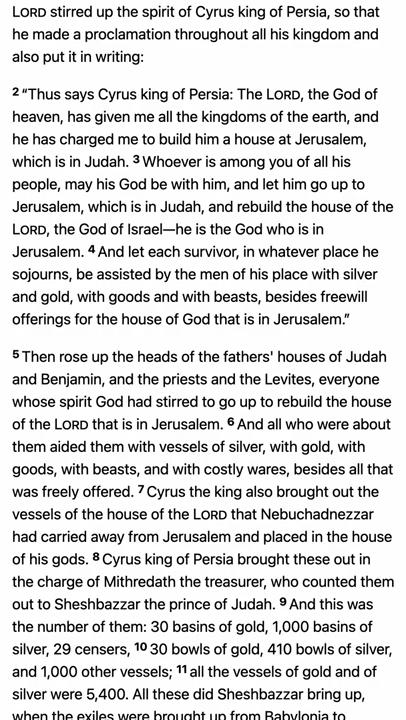 LORD stirred up the spirit of Cyrus king of Persia, so that
he made a proclamation throughout all his kingdom and
also put it in writing:
2 “Thus says Cyrus king of Persia: The LORD, the God of
heaven, has given me all the kingdoms of the earth, and
he has charged me to build him a house at Jerusalem,
which is in Judah. 3 Whoever is among you of all his
people, may his God be with him, and let him go up to
Jerusalem, which is in Judah, and rebuild the house of the
LORD, the God of Israel—he is the God who is in
Jerusalem. 4 And let each survivor, in whatever place he
sojourns, be assisted by the men of his place with silver
and gold, with goods and with beasts, besides freewill
offerings for the house of God that is in Jerusalem.”
5 Then rose up the heads of the fathers' houses of Judah
and Benjamin, and the priests and the Levites, everyone
whose spirit God had stirred to go up to rebuild the house
of the LORD that is in Jerusalem. 6 And all who were about
them aided them with vessels of silver, with gold, with
goods, with beasts, and with costly wares, besides all that
was freely offered. 7 Cyrus the king also brought out the
vessels of the house of the LORD that Nebuchadnezzar
had carried away from Jerusalem and placed in the house
of his gods. 8 Cyrus king of Persia brought these out in
the charge of Mithredath the treasurer, who counted them
out to Sheshbazzar the prince of Judah. 9 And this was
the number of them: 30 basins of gold, 1,000 basins of
silver, 29 censers, 10 30 bowls of gold, 410 bowls of silver,
and 1,000 other vessels; 11 all the vessels of gold and of
silver were 5,400. All these did Sheshbazzar bring up,
when the exiles were brought up from Babylonia to